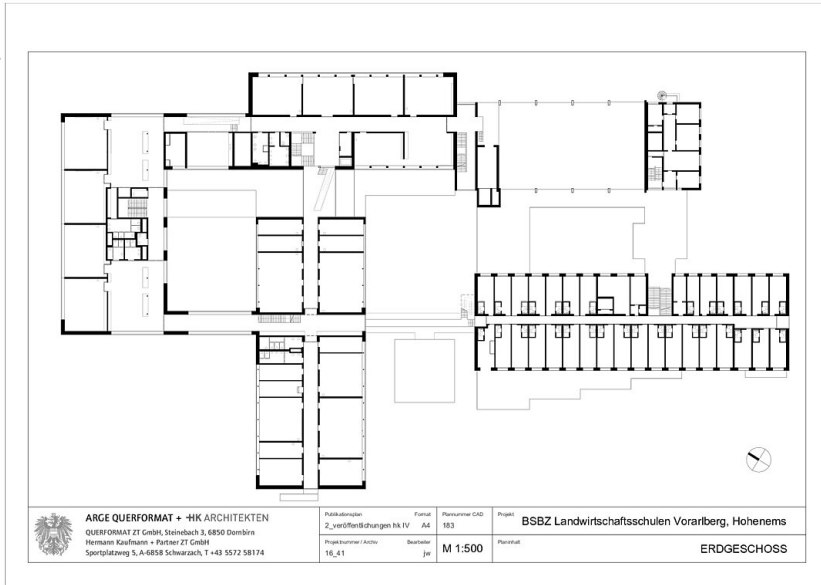 ARGE QUERFORMAT + HK ARCHITEKTEN
QUERFORMAT ZT GmbH, Steinebach 3, 6850 Dornbirn
Hermann Kaufmann + Partner ZT GmbH
Sportplatzweg 5, A-6858 Schwarzach, T +43 5572 58174
Publikationsplan Format
2_veröffentlichungen hk IV A4
Projektnummer / Archiv Bearbeiter
16_41 jw
Plannummer CAD
183
M 1:500
Projekt
BSBZ Landwirtschaftsschulen Vorarlberg, Hohenems
Planinhalt
ERDGESCHOSS